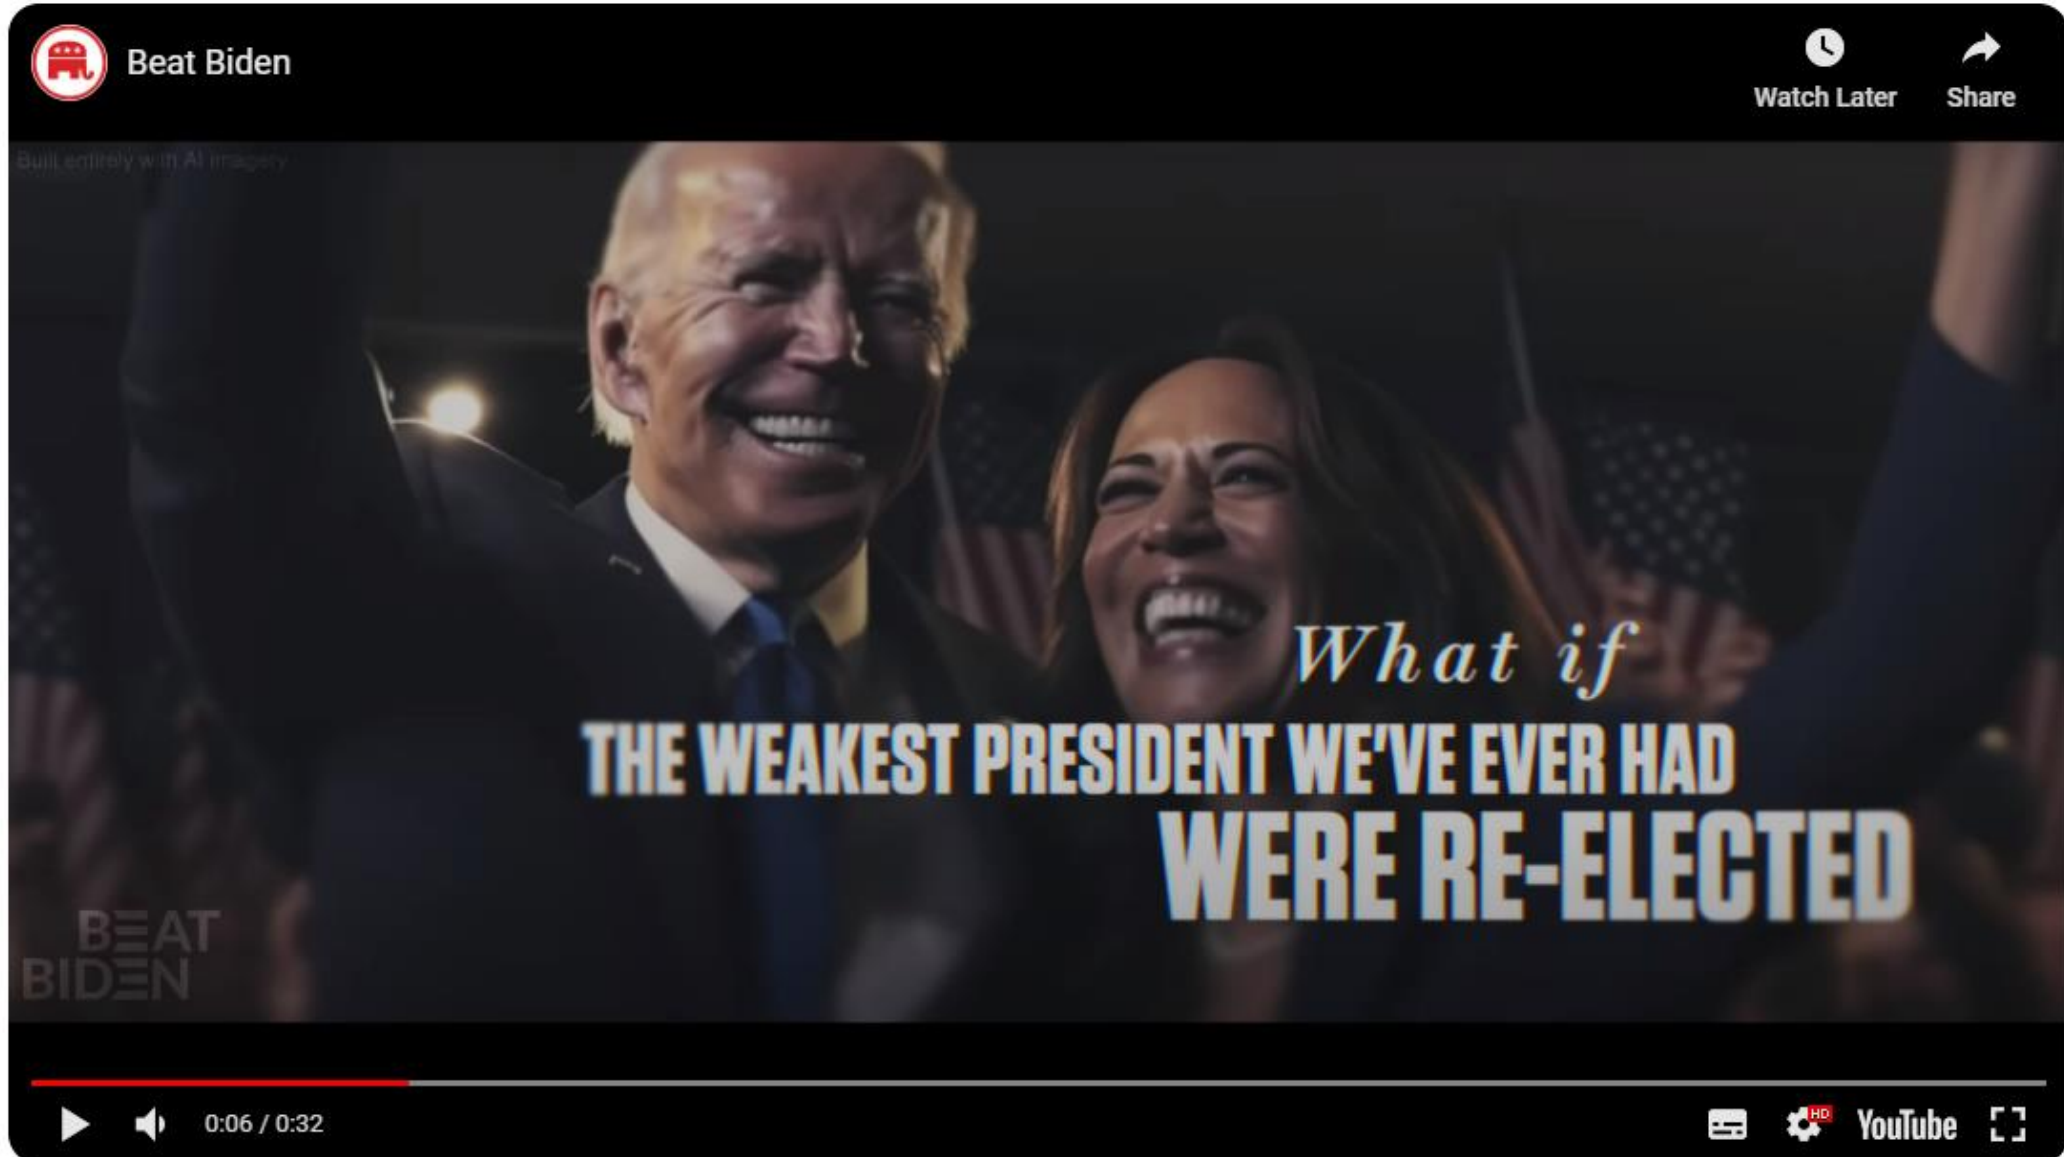 Beat Biden
Watch Later
Share
Built entirely with AI imagery
What if
THE WEAKEST PRESIDENT WE'VE EVER HAD
WERE RE-ELECTED
BEAT
BIDEN
0:06 / 0:32
HD
YouTube